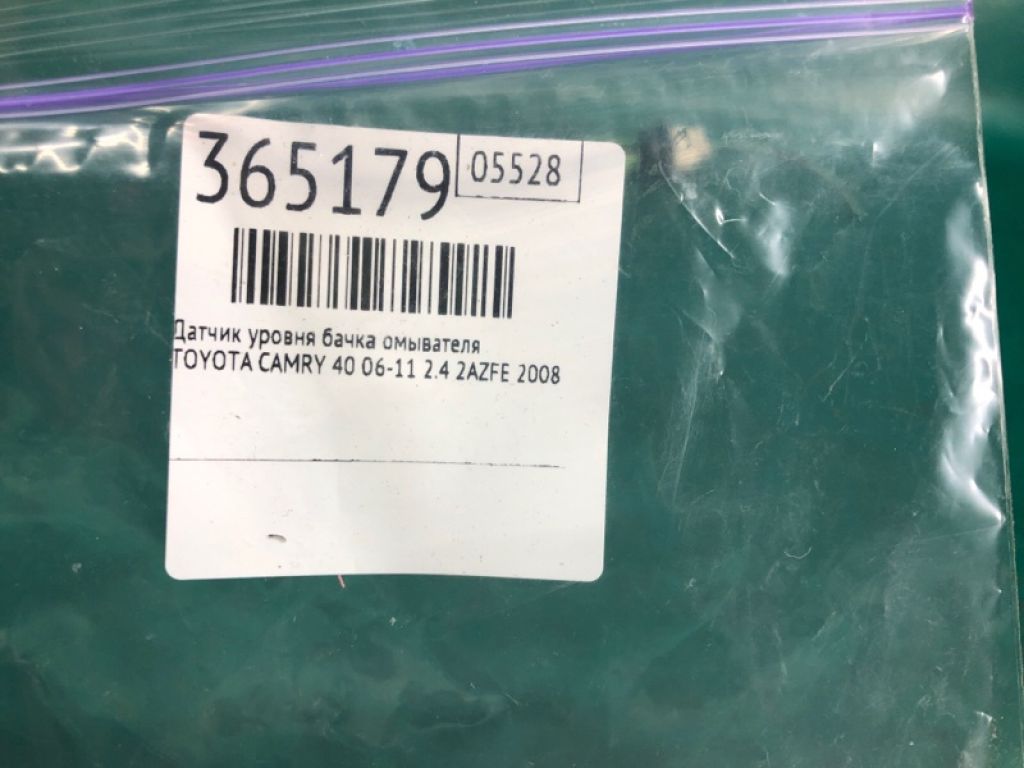 365179 05528
Датчик уровня бачка омывателя
TOYOTA CAMRY 40 06-11 2.4 2AZFE 2008